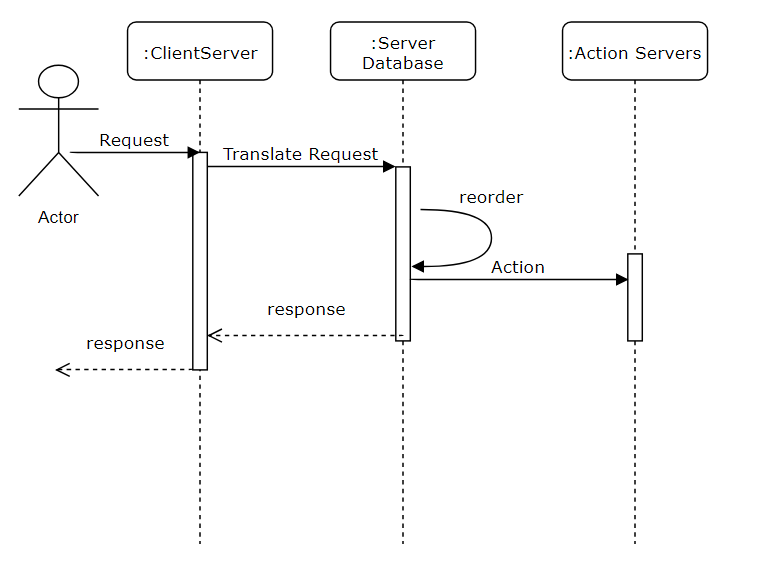 :ClientServer
:Server
Database
:Action Servers
Request
Translate Request
reorder
Actor
Action
response
response